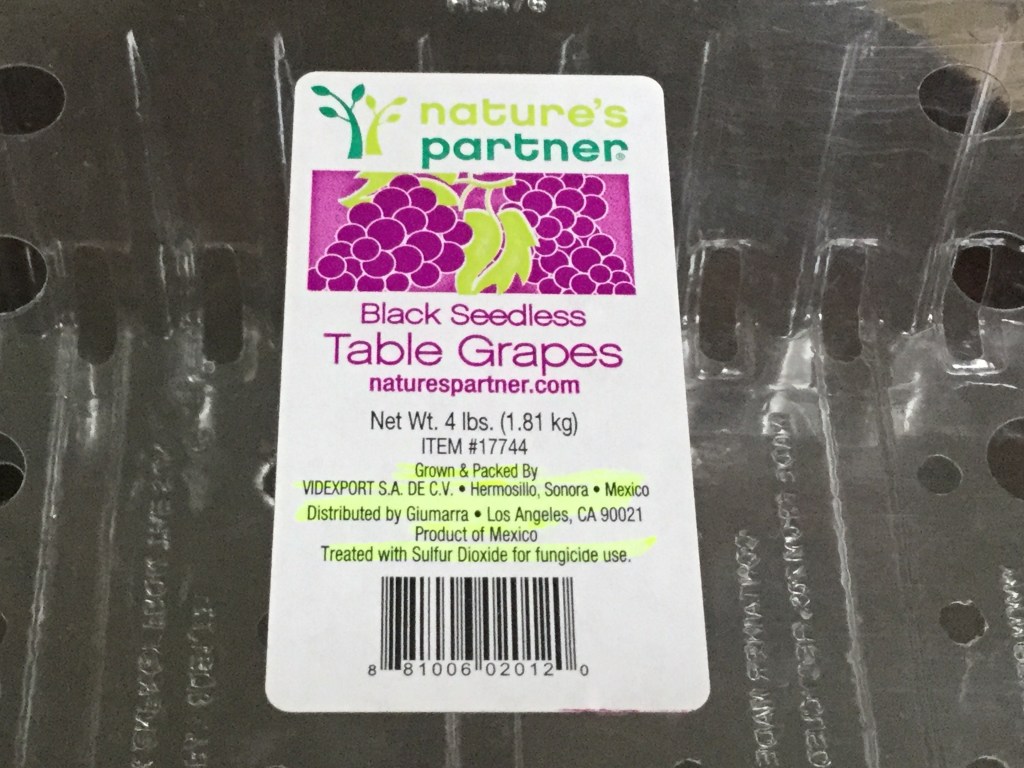 nature's
partner®
Black Seedless
Table Grapes
naturespartner.com
Net Wt. 4 lbs. (1.81 kg)
ITEM #17744
Grown & Packed By
VIDEXPORT S.A. DE C.V. • Hermosillo, Sonora • Mexico
Distributed by Giumarra • Los Angeles, CA 90021
Product of Mexico
Treated with Sulfur Dioxide for fungicide use.
8 81006 02012 0